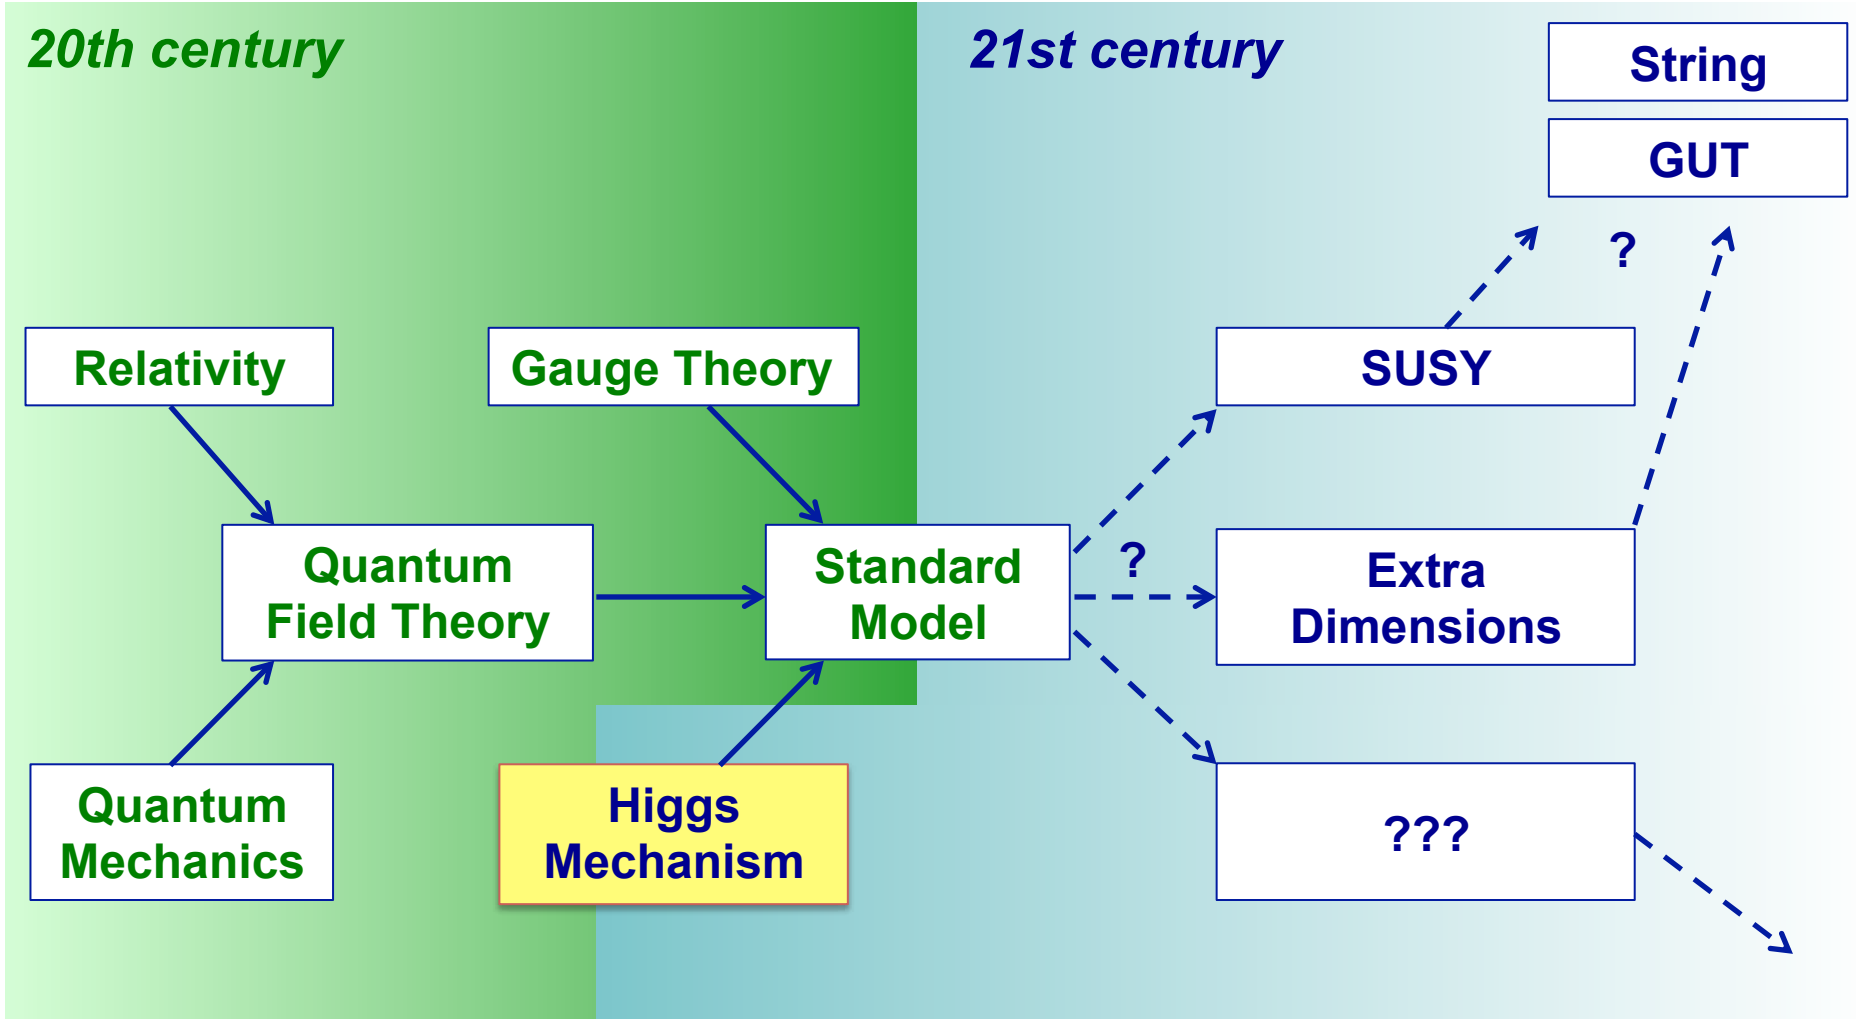 20th century
21st century
String
GUT
?
Relativity
Gauge Theory
SUSY
Quantum
Field Theory
Standard
Model
?
Extra
Dimensions
Quantum
Mechanics
Higgs
Mechanism
???